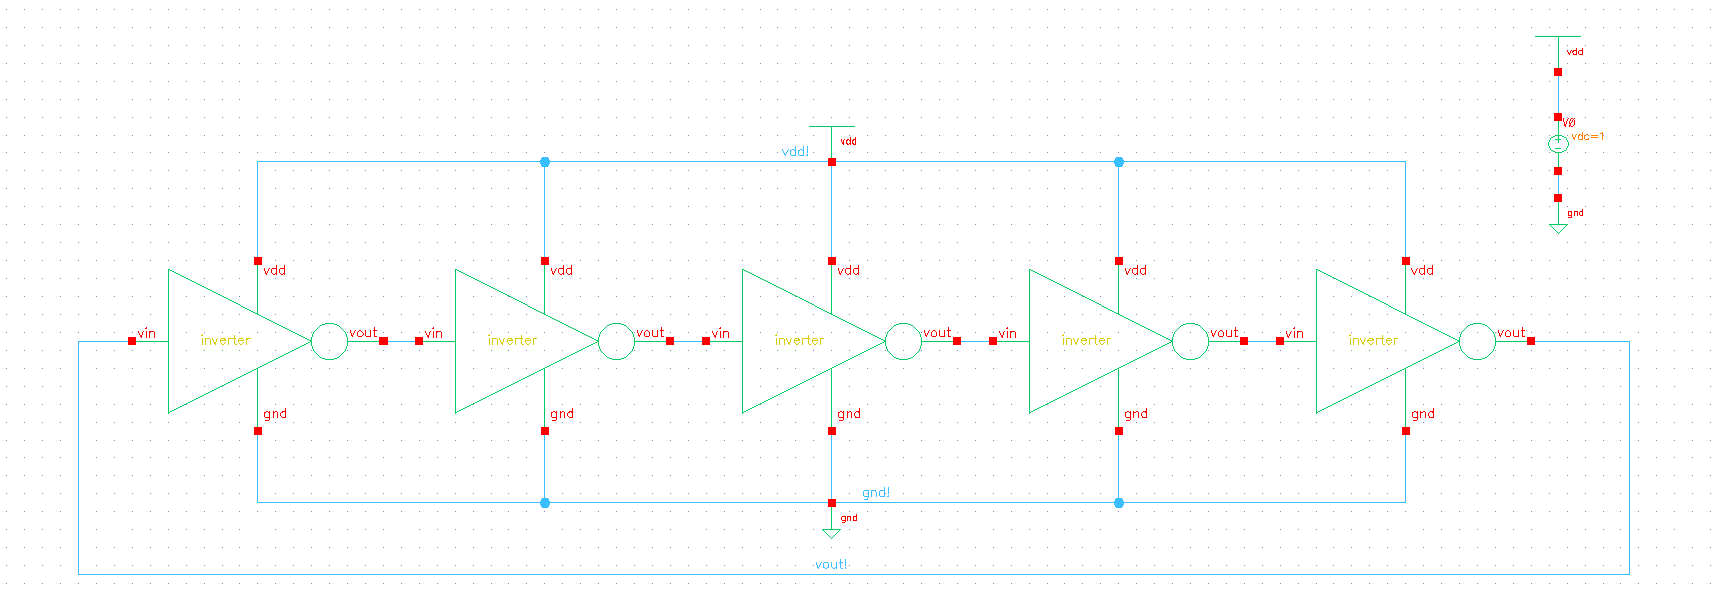 vdd
VØ
vdc=1
gnd
vdd
vdd!
vdd
vdd
vdd
vdd
vdd
vin
inverter
vout
vin
inverter
vout
vin
inverter
vout
vin
inverter
vout
vin
inverter
vout
gnd
gnd
gnd
gnd
gnd
gnd!
gnd
vout!